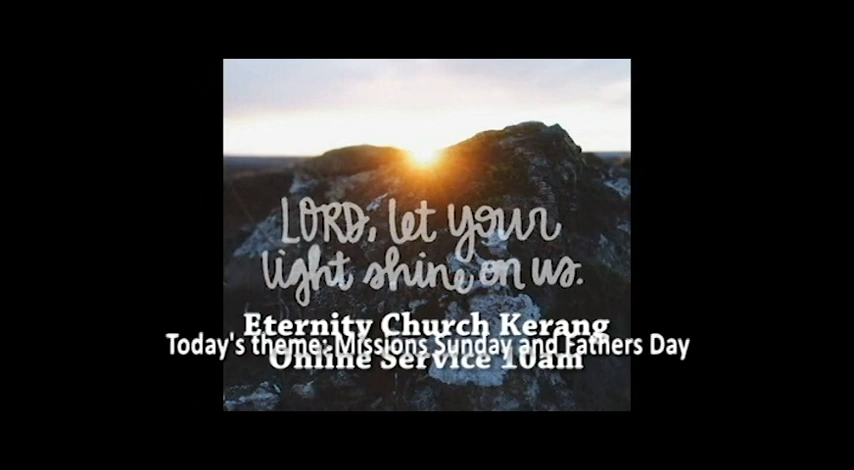 LORD, let your
light shine on us.
Eternity Church Kerang
Today's theme: Missions Sunday and Fathers Day
Online Service 10am